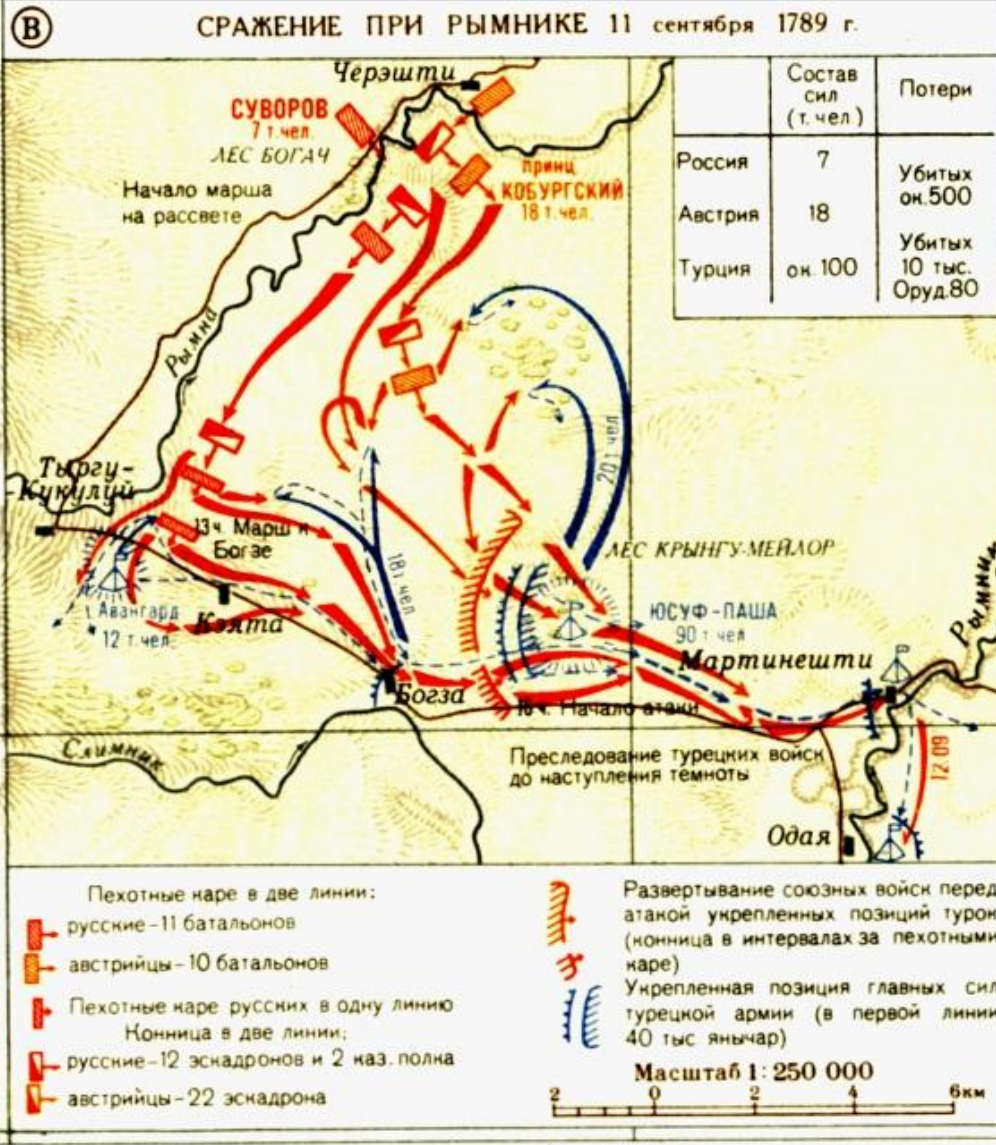 В
СРАЖЕНИЕ ПРИ РЫМНИКЕ 11 сентября 1789 г.
Черэшти
СУВОРОВ
7 т.чел.
ЛЕС БОГАЧ
Начало марша
на рассвете
принц
КОБУРГСКИЙ
18 т.чел.
Состав
сил
(т. чел)
Потери
Россия
7
Убитых
ок.500
Австрия
18
Турция
ок. 100
Убитых
10 тыс.
Оруд.80
Рымна
Тыргу-
-Кукулуй
13ч. Марш к
Богзе
Авангард
12 т.чел.
Кэята
18т чел
20т чел
ЛЕС КРЫНГУ-МЕЙЛОР
ЮСУФ-ПАША
90 т чел
Мартинешти
Рымник
Богза
16 ч. Начало атаки
Слимник
Преследование турецких войск
до наступления темноты
12.09
Одая
Пехотные каре в две линии:
русские-11 батальонов
австрийцы-10 батальонов
Пехотные каре русских в одну линию
Конница в две линии;
русские-12 эскадронов и 2 каз. полка
австрийцы-22 эскадрона
Развертывание союзных войск перед
атакой укрепленных позиций турок
(конница в интервалах за пехотными
каре)
Укрепленная позиция главных сил
турецкой армии (в первой линии
40 тыс янычар)
Масштаб 1: 250 000
2 0 2 4 6км